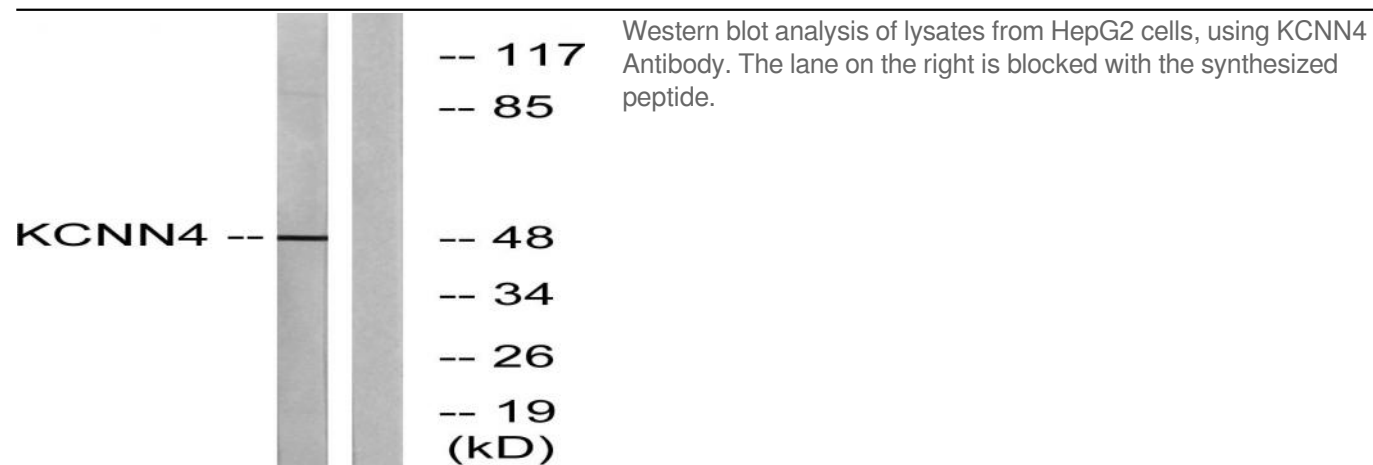 KCNN4 --
-- 117
-- 85
-- 48
-- 34
-- 26
-- 19
(kD)
Western blot analysis of lysates from HepG2 cells, using KCNN4
Antibody. The lane on the right is blocked with the synthesized
peptide.